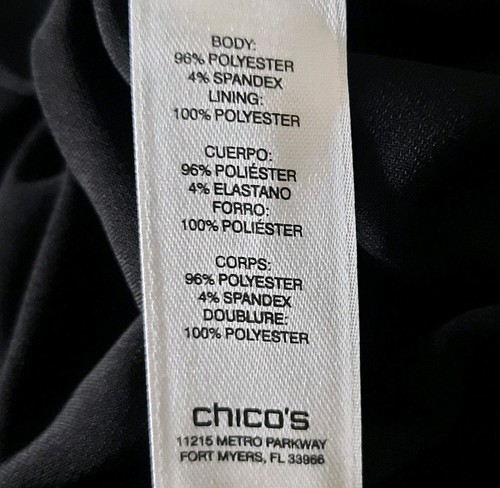 BODY:
96% POLYESTER
4% SPANDEX
LINING:
100% POLYESTER
CUERPO:
96% POLIÉSTER
4% ELASTANO
FORRO:
100% POLIÉSTER
CORPS:
96% POLYESTER
4% SPANDEX
DOUBLURE:
100% POLYESTER
chico's
11215 METRO PARKWAY
FORT MYERS, FL 33966